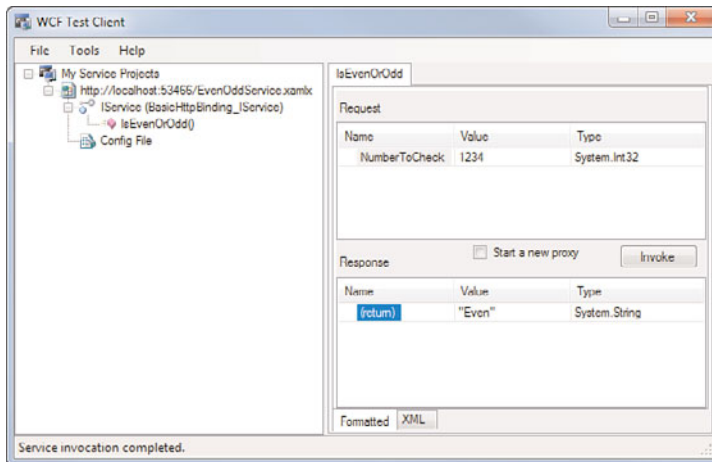 WCF Test Client
File Tools Help
My Service Projects
http://localhost:53466/EvenOddService.xamlx
IService (BasicHttpBinding_IService)
IsEvenOrOdd()
Config File
IsEvenOrOdd
Request
Name Value Type
NumberToCheck 1234 System.Int32
Response Start a new proxy Invoke
Name Value Type
(return) "Even" System.String
Formatted XML
Service invocation completed.